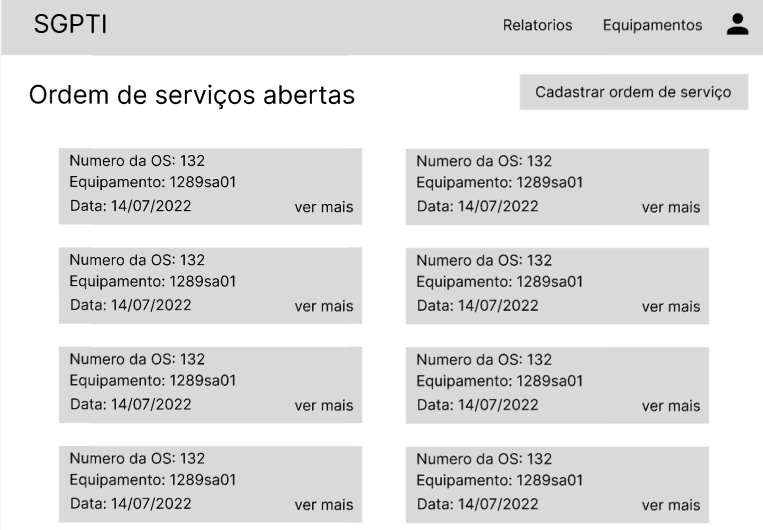 SGPTI
Relatorios
Equipamentos
Ordem de serviços abertas
Cadastrar ordem de serviço
Numero da OS: 132
Equipamento: 1289sa01
Data: 14/07/2022
ver mais
Numero da OS: 132
Equipamento: 1289sa01
Data: 14/07/2022
ver mais
Numero da OS: 132
Equipamento: 1289sa01
Data: 14/07/2022
ver mais
Numero da OS: 132
Equipamento: 1289sa01
Data: 14/07/2022
ver mais
Numero da OS: 132
Equipamento: 1289sa01
Data: 14/07/2022
ver mais
Numero da OS: 132
Equipamento: 1289sa01
Data: 14/07/2022
ver mais
Numero da OS: 132
Equipamento: 1289sa01
Data: 14/07/2022
ver mais
Numero da OS: 132
Equipamento: 1289sa01
Data: 14/07/2022
ver mais